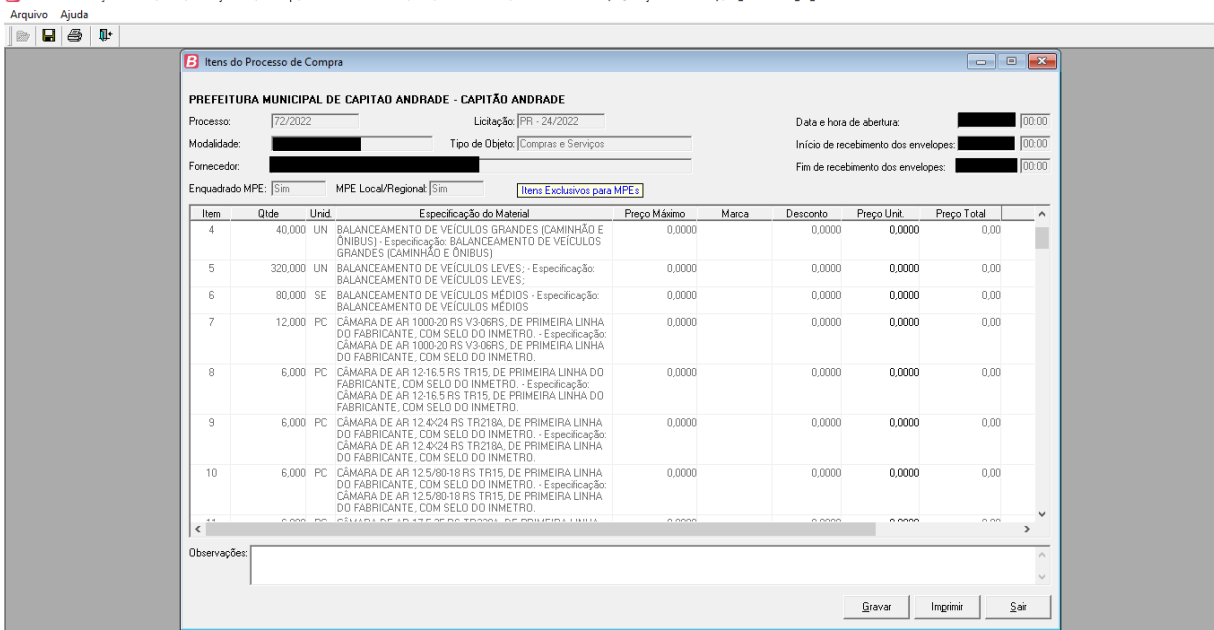 Arquivo Ajuda
B Itens do Processo de Compra
PREFEITURA MUNICIPAL DE CAPITAO ANDRADE - CAPITÃO ANDRADE
Processo: 72/2022 Licitação: PR - 24/2022 Data e hora de abertura: 00:00
Modalidade: Tipo de Objeto: Compras e Serviços Início de recebimento dos envelopes: 00:00
Fornecedor: Fim de recebimento dos envelopes: 00:00
Enquadrado MPE: Sim MPE Local/Regional: Sim Itens Exclusivos para MPEs
Item Qtde Unid. Especificação do Material Preço Máximo Marca Desconto Preço Unit. Preço Total
4 40,000 UN BALANCEAMENTO DE VEÍCULOS GRANDES (CAMINHÃO E 0,0000 0,0000 0,0000 0,00
ÔNIBUS) - Especificação: BALANCEAMENTO DE VEÍCULOS
GRANDES (CAMINHÃO E ÔNIBUS)
5 320,000 UN BALANCEAMENTO DE VEÍCULOS LEVES; - Especificação: 0,0000 0,0000 0,0000 0,00
BALANCEAMENTO DE VEÍCULOS LEVES;
6 80,000 SE BALANCEAMENTO DE VEÍCULOS MÉDIOS - Especificação: 0,0000 0,0000 0,0000 0,00
BALANCEAMENTO DE VEÍCULOS MÉDIOS
7 12,000 PC CÂMARA DE AR 1000-20 RS V3-06RS, DE PRIMEIRA LINHA 0,0000 0,0000 0,0000 0,00
DO FABRICANTE, COM SELO DO INMETRO. - Especificação:
CÂMARA DE AR 1000-20 RS V3-06RS, DE PRIMEIRA LINHA
DO FABRICANTE, COM SELO DO INMETRO.
8 6,000 PC CÂMARA DE AR 12-16.5 RS TR15, DE PRIMEIRA LINHA DO 0,0000 0,0000 0,0000 0,00
FABRICANTE, COM SELO DO INMETRO. - Especificação:
CÂMARA DE AR 12-16.5 RS TR15, DE PRIMEIRA LINHA DO
FABRICANTE, COM SELO DO INMETRO.
9 6,000 PC CÂMARA DE AR 12.4X24 RS TR218A, DE PRIMEIRA LINHA 0,0000 0,0000 0,0000 0,00
DO FABRICANTE, COM SELO DO INMETRO. - Especificação:
CÂMARA DE AR 12.4X24 RS TR218A, DE PRIMEIRA LINHA
DO FABRICANTE, COM SELO DO INMETRO.
10 6,000 PC CÂMARA DE AR 12.5/80-18 RS TR15, DE PRIMEIRA LINHA 0,0000 0,0000 0,0000 0,00
DO FABRICANTE, COM SELO DO INMETRO. - Especificação:
CÂMARA DE AR 12.5/80-18 RS TR15, DE PRIMEIRA LINHA
DO FABRICANTE, COM SELO DO INMETRO.
Observações:
Gravar Imprimir Sair